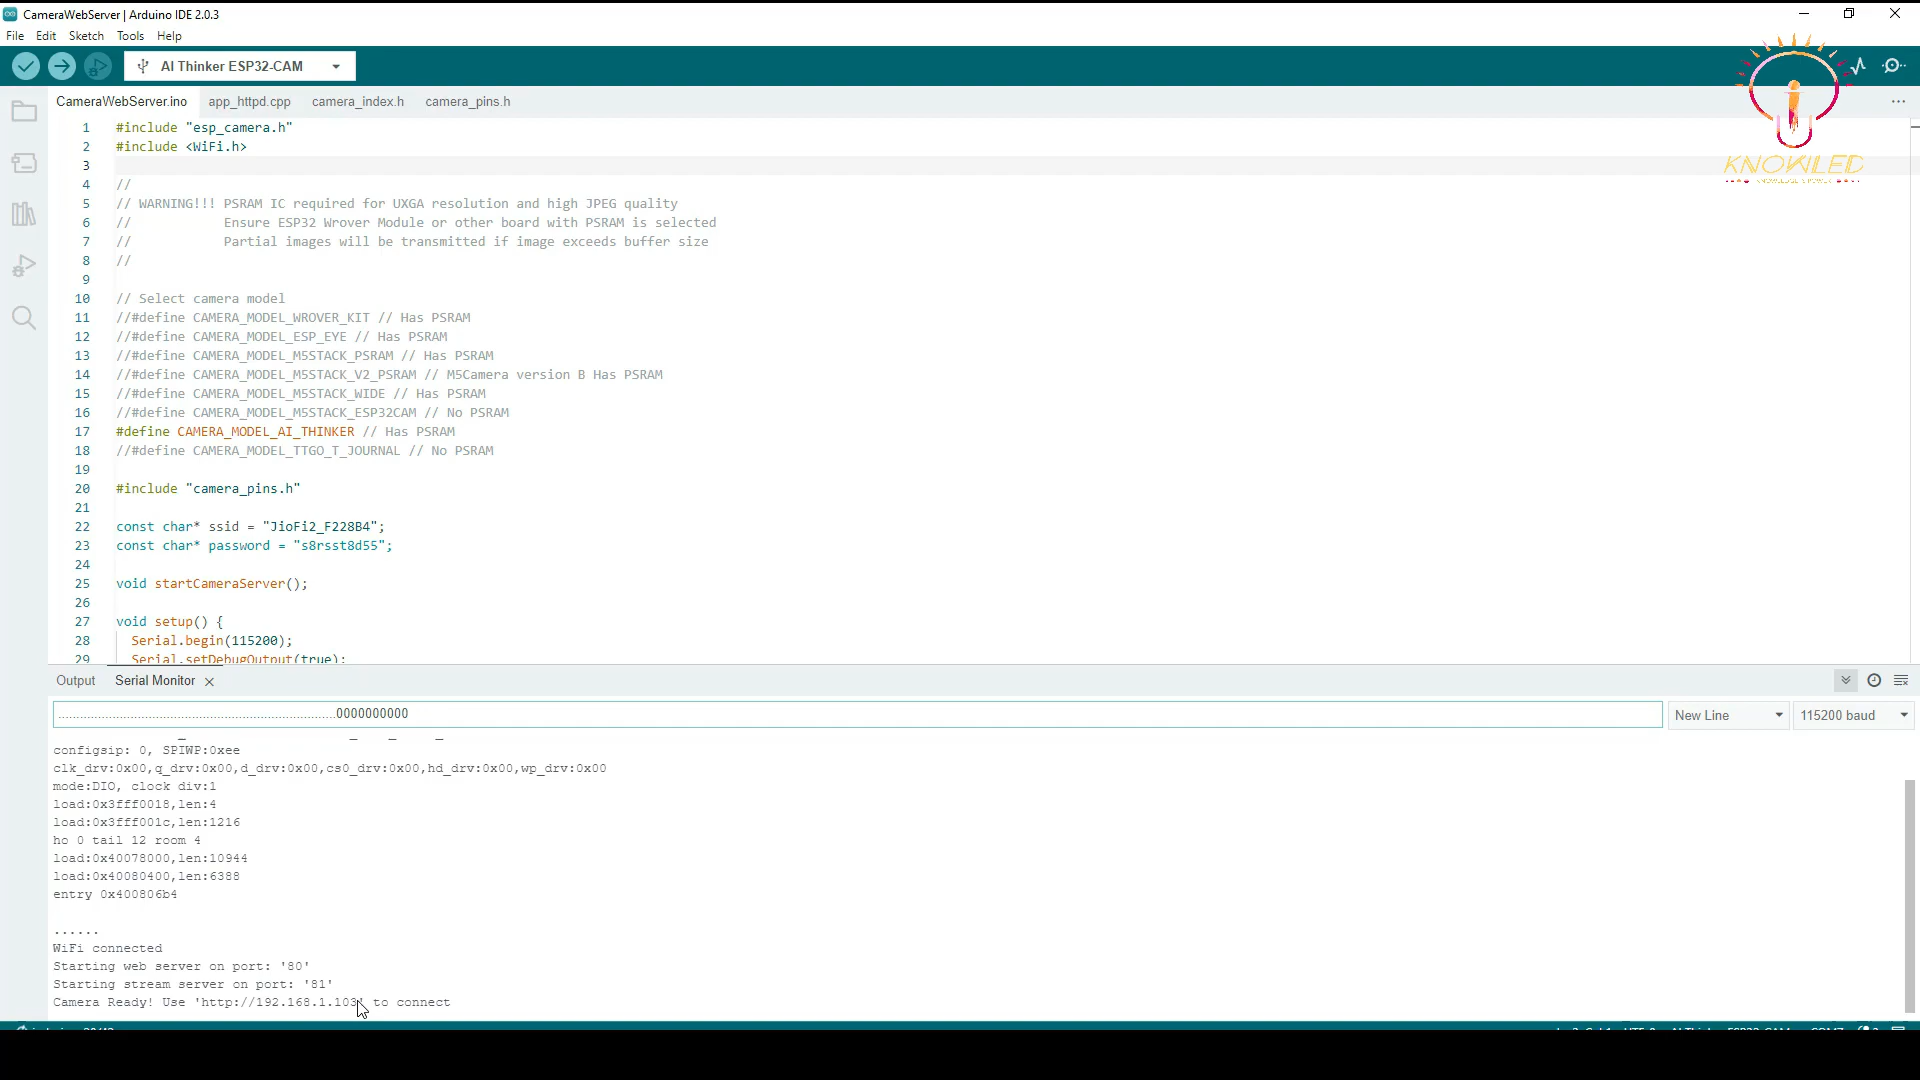 CameraWebServer | Arduino IDE 2.0.3
File Edit Sketch Tools Help
AI Thinker ESP32-CAM
CameraWebServer.ino app_httpd.cpp camera_index.h camera_pins.h
KNOWLED
1 #include "esp_camera.h"
2 #include <WiFi.h>
3
4 //
5 // WARNING!!! PSRAM IC required for UXGA resolution and high JPEG quality
6 // Ensure ESP32 Wrover Module or other board with PSRAM is selected
7 // Partial images will be transmitted if image exceeds buffer size
8 //
9
10 // Select camera model
11 //#define CAMERA_MODEL_WROVER_KIT // Has PSRAM
12 //#define CAMERA_MODEL_ESP_EYE // Has PSRAM
13 //#define CAMERA_MODEL_M5STACK_PSRAM // Has PSRAM
14 //#define CAMERA_MODEL_M5STACK_V2_PSRAM // M5Camera version B Has PSRAM
15 //#define CAMERA_MODEL_M5STACK_WIDE // Has PSRAM
16 //#define CAMERA_MODEL_M5STACK_ESP32CAM // No PSRAM
17 #define CAMERA_MODEL_AI_THINKER // Has PSRAM
18 //#define CAMERA_MODEL_TTGO_T_JOURNAL // No PSRAM
19
20 #include "camera_pins.h"
21
22 const char* ssid = "JioFi2_F228B4";
23 const char* password = "s8rsst8d55";
24
25 void startCameraServer();
26
27 void setup() {
28 Serial.begin(115200);
29 Serial.setDebugOutput(true);
Output Serial Monitor
0000000000
New Line 115200 baud
configsip: 0, SPIWP:0xee
clk_drv:0x00,q_drv:0x00,d_drv:0x00,cs0_drv:0x00,hd_drv:0x00,wp_drv:0x00
mode:DIO, clock div:1
load:0x3fff0018,len:4
load:0x3fff001c,len:1216
ho 0 tail 12 room 4
load:0x40078000,len:10944
load:0x40080400,len:6388
entry 0x400806b4
......
WiFi connected
Starting web server on port: '80'
Starting stream server on port: '81'
Camera Ready! Use 'http://192.168.1.103' to connect